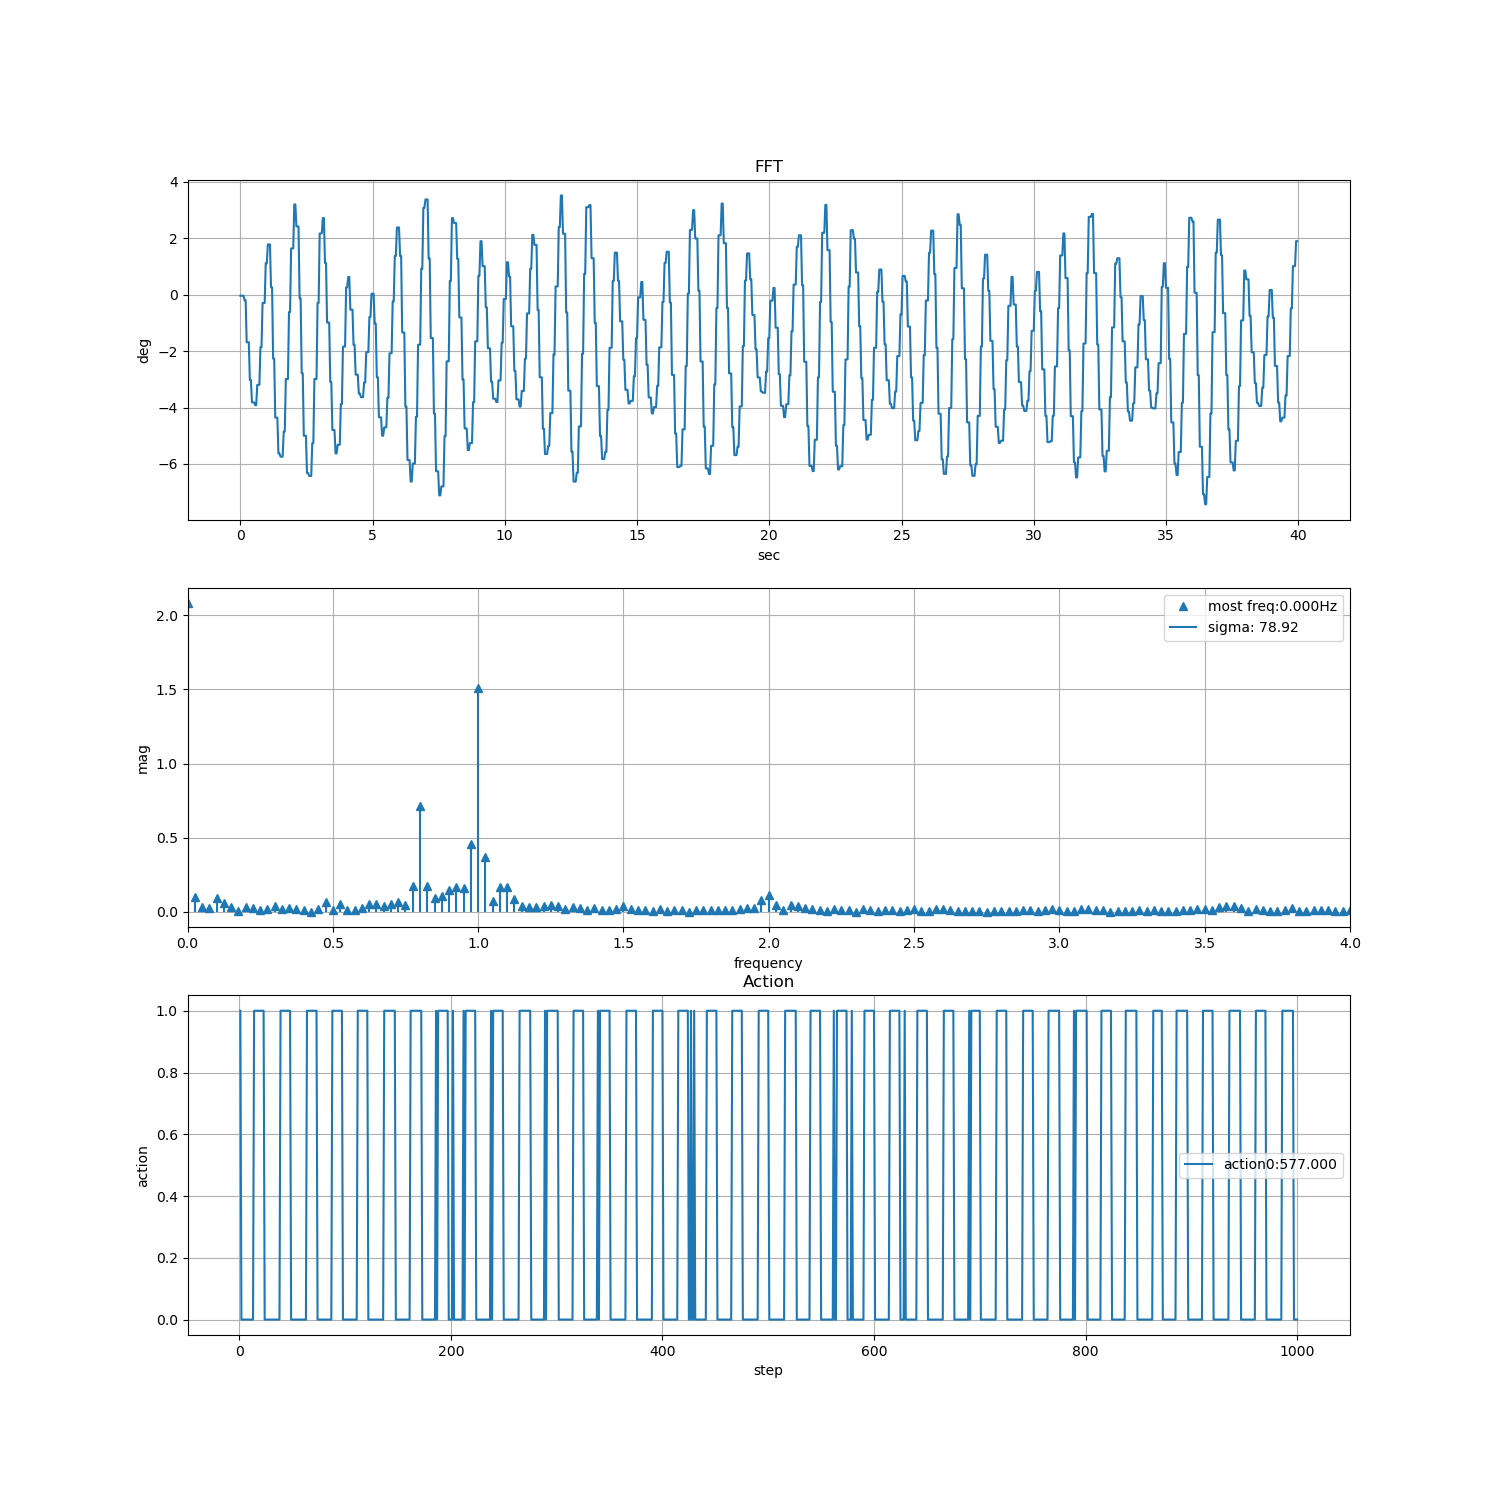 FFT
4
2
0
−2
−4
−6
deg
0 5 10 15 20 25 30 35 40
sec
2.0
1.5
1.0
0.5
0.0
mag
most freq:0.000Hz
sigma: 78.92
0.0 0.5 1.0 1.5 2.0 2.5 3.0 3.5 4.0
frequency
Action
1.0
0.8
0.6
0.4
0.2
0.0
action
action0:577.000
0 200 400 600 800 1000
step